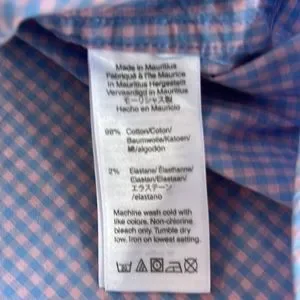 Made in Mauritius
Fabriqué à l'Île Maurice
In Mauritius Hergestellt
Vervaardigd in Mauritius
モーリシャス製
Hecho en Mauricio
98% Cotton/Coton/
Baumwolle/Katoen/
綿/algodón
2% Elastane/Élasthanne/
Elastan/Elastaan/
エラステーン/
/elastano
Machine wash cold with
like colors. Non-chlorine
bleach only. Tumble dry
low. Iron on lowest setting.